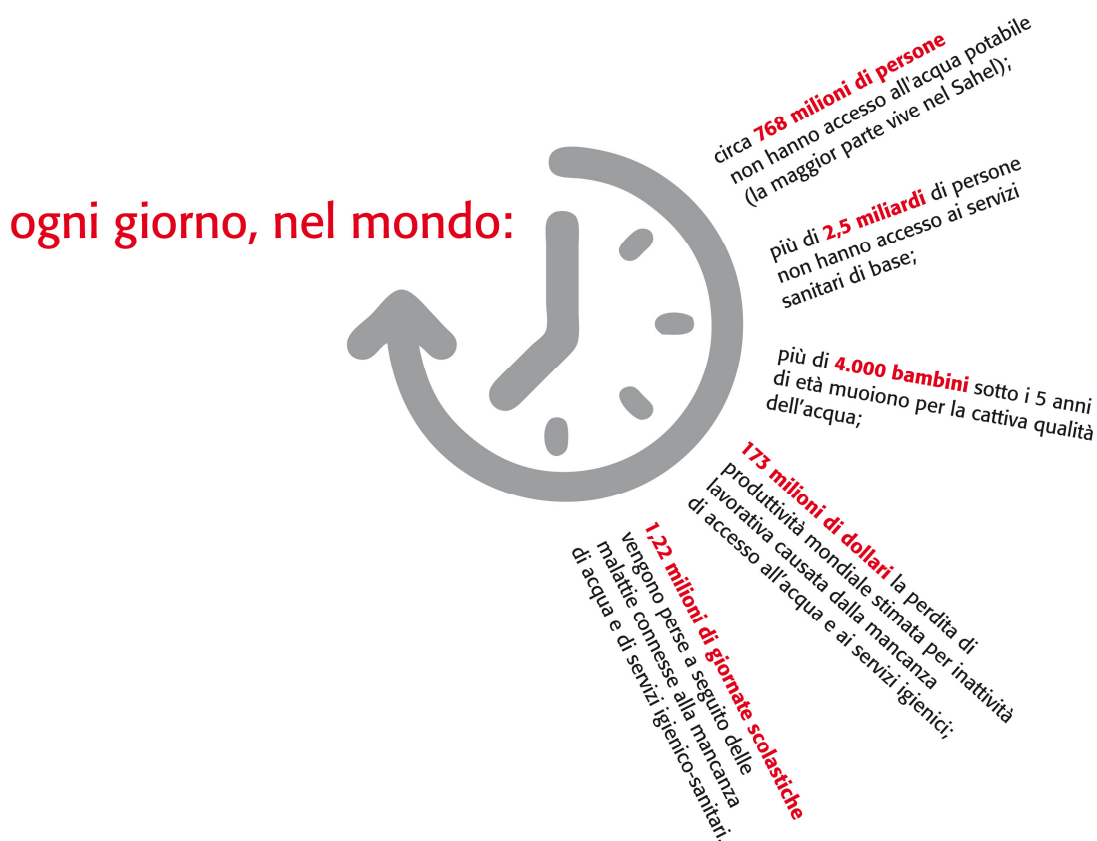 ogni giorno, nel mondo:
circa 768 milioni di persone
non hanno accesso all'acqua potabile
(la maggior parte vive nel Sahel);
più di 2,5 miliardi di persone
non hanno accesso ai servizi
sanitari di base;
più di 4.000 bambini sotto i 5 anni
di età muoiono per la cattiva qualità
dell'acqua;
173 milioni di dollari la perdita di
produttività mondiale stimata per inattività
lavorativa causata dalla mancanza
di accesso all'acqua e ai servizi igienici;
1,22 milioni di giornate scolastiche
vengono perse a seguito delle
malattie connesse alla mancanza
di acqua e di servizi igienico-sanitari.